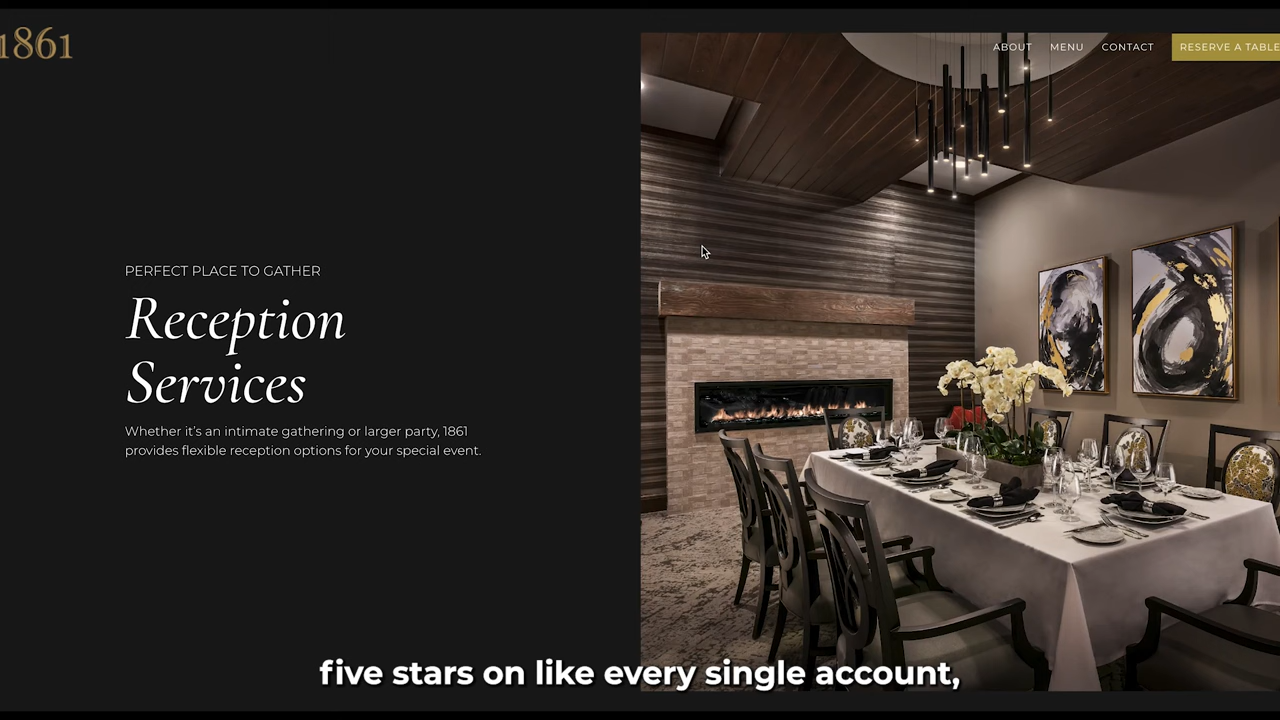 1861
ABOUT MENU CONTACT RESERVE A TABLE
PERFECT PLACE TO GATHER
Reception
Services
Whether it's an intimate gathering or larger party, 1861
provides flexible reception options for your special event.
five stars on like every single account,